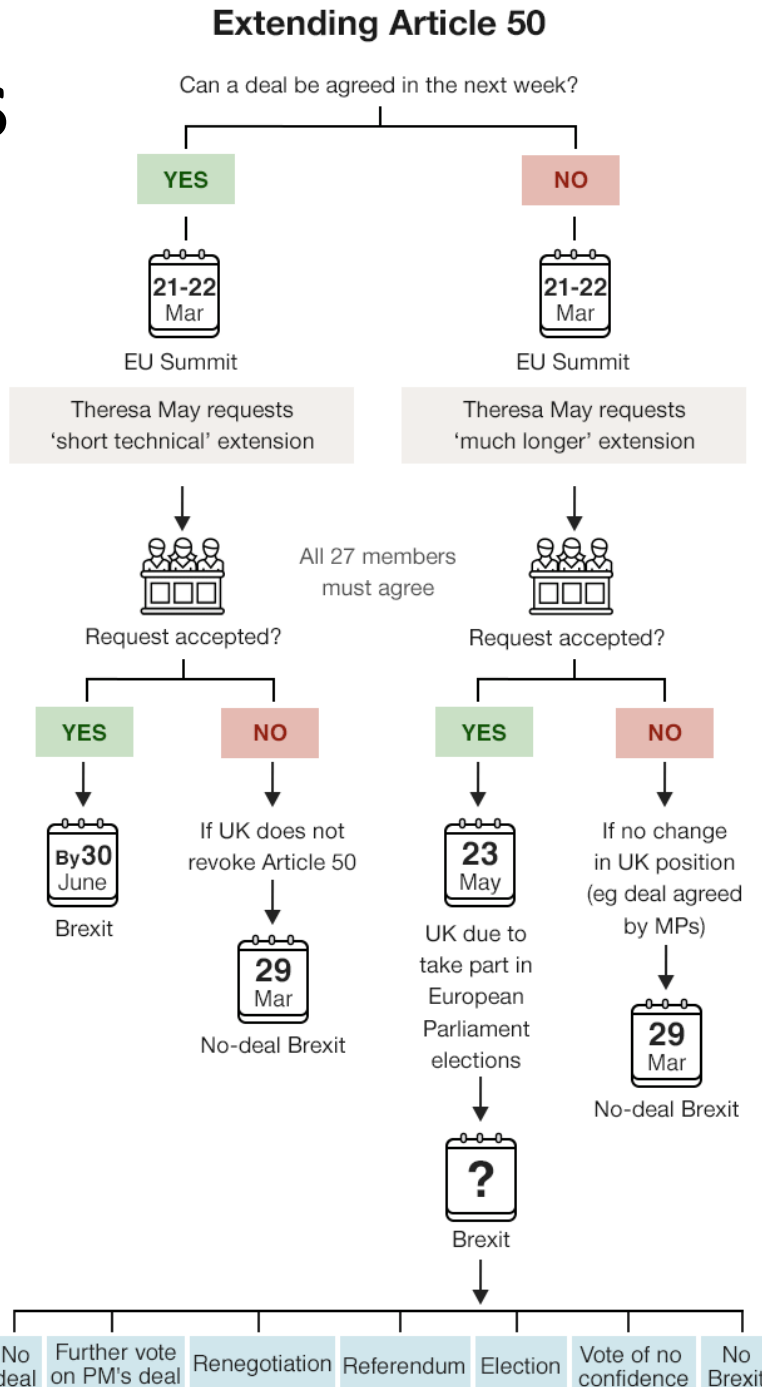 Extending Article 50
Can a deal be agreed in the next week?
YES
NO
21-22
Mar
21-22
Mar
EU Summit
EU Summit
Theresa May requests
‘short technical’ extension
Theresa May requests
‘much longer’ extension
All 27 members
must agree
Request accepted?
Request accepted?
YES
NO
YES
NO
By30
June
Brexit
If UK does not
revoke Article 50
29
Mar
No-deal Brexit
23
May
UK due to
take part in
European
Parliament
elections
?
Brexit
If no change
in UK position
(eg deal agreed
by MPs)
29
Mar
No-deal Brexit
No
deal
Further vote
on PM's deal
Renegotiation
Referendum
Election
Vote of no
confidence
No
Brexit